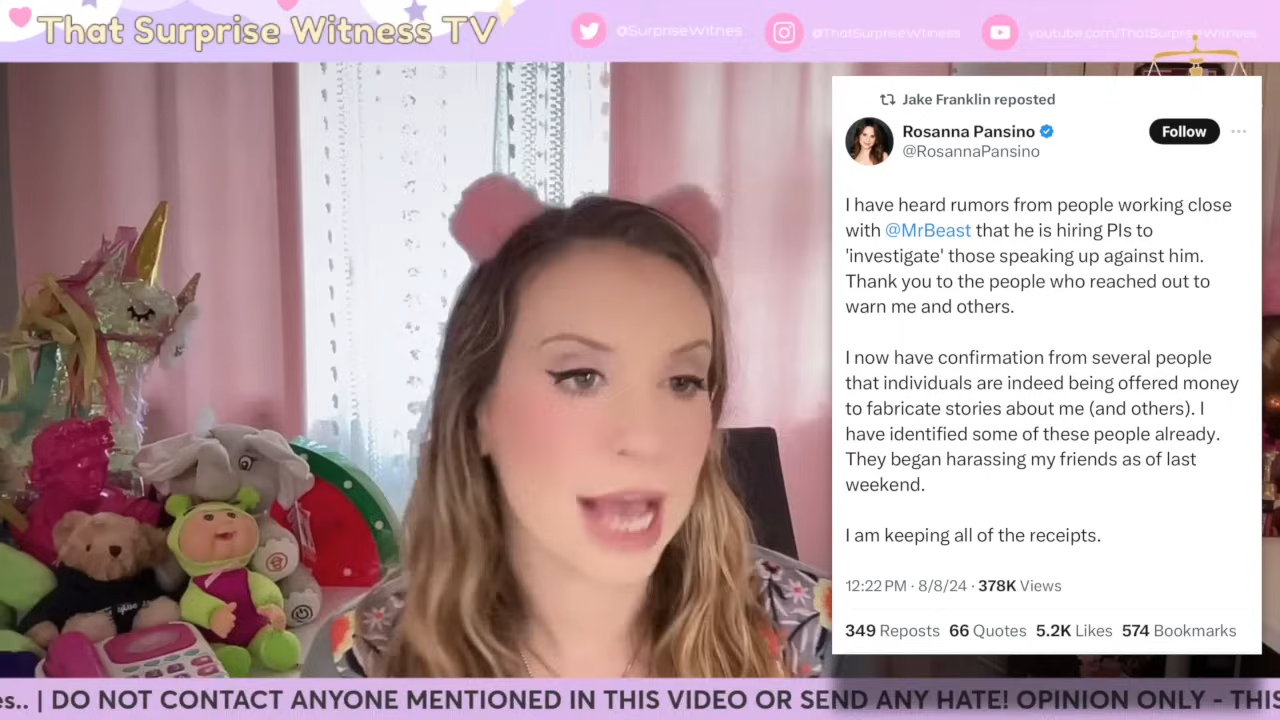 That Surprise Witness TV
@SurpriseWitnes
@ThatSurpriseWitness
youtube.com/ThatSurpriseWitness
Jake Franklin reposted
Rosanna Pansino
@RosannaPansino
Follow
I have heard rumors from people working close
with @MrBeast that he is hiring PIs to
'investigate' those speaking up against him.
Thank you to the people who reached out to
warn me and others.
I now have confirmation from several people
that individuals are indeed being offered money
to fabricate stories about me (and others). I
have identified some of these people already.
They began harassing my friends as of last
weekend.
I am keeping all of the receipts.
12:22 PM · 8/8/24 · 378K Views
349 Reposts 66 Quotes 5.2K Likes 574 Bookmarks
es.. | DO NOT CONTACT ANYONE MENTIONED IN THIS VIDEO OR SEND ANY HATE! OPINION ONLY - THIS